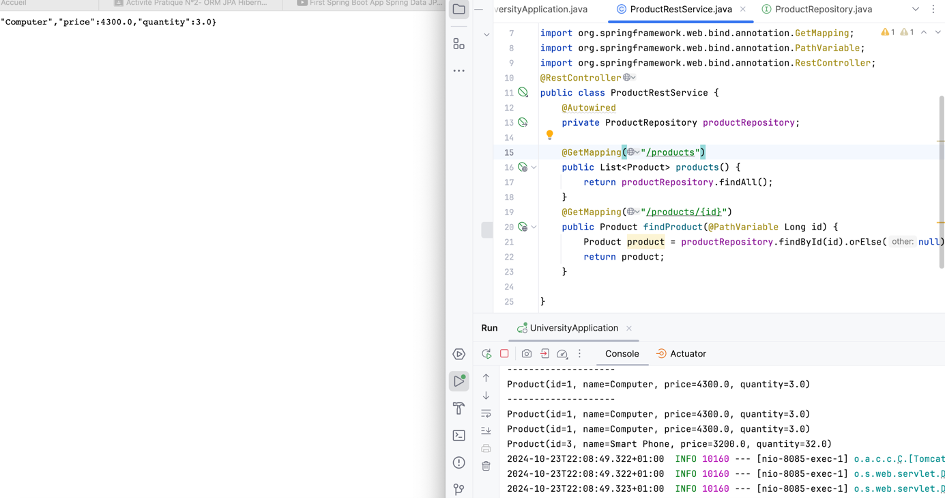 Accueil
Activité Pratique N°2- ORM JPA Hibern...
First Spring Boot App Spring Data JP...
"Computer","price":4300.0,"quantity":3.0}
versityApplication.java
ProductRestService.java
ProductRepository.java
7 import org.springframework.web.bind.annotation.GetMapping;
1 1
8 import org.springframework.web.bind.annotation.PathVariable;
9 import org.springframework.web.bind.annotation.RestController;
10 @RestController
11 public class ProductRestService {
12 @Autowired
13 private ProductRepository productRepository;
14
15 @GetMapping("/products")
16 public List<Product> products() {
17 return productRepository.findAll();
18 }
19 @GetMapping("/products/{id}")
20 public Product findProduct(@PathVariable Long id) {
21 Product product = productRepository.findById(id).orElse( other: null)
22 return product;
23 }
24
25 }
Run UniversityApplication
Console Actuator
--------------------
Product(id=1, name=Computer, price=4300.0, quantity=3.0)
--------------------
Product(id=1, name=Computer, price=4300.0, quantity=3.0)
Product(id=1, name=Computer, price=4300.0, quantity=3.0)
Product(id=3, name=Smart Phone, price=3200.0, quantity=32.0)
2024-10-23T22:08:49.322+01:00 INFO 10160 --- [nio-8085-exec-1] o.a.c.c.C.[Tomcat
2024-10-23T22:08:49.322+01:00 INFO 10160 --- [nio-8085-exec-1] o.s.web.servlet.D
2024-10-23T22:08:49.323+01:00 INFO 10160 --- [nio-8085-exec-1] o.s.web.servlet.D